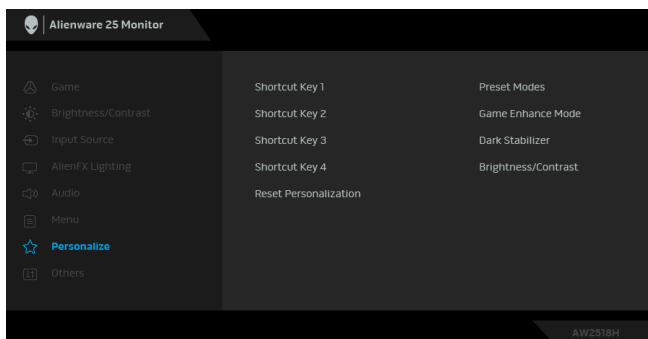 Alienware 25 Monitor
Game
Brightness/Contrast
Input Source
AlienFX Lighting
Audio
Menu
Personalize
Others
Shortcut Key 1 Preset Modes
Shortcut Key 2 Game Enhance Mode
Shortcut Key 3 Dark Stabilizer
Shortcut Key 4 Brightness/Contrast
Reset Personalization
AW2518H